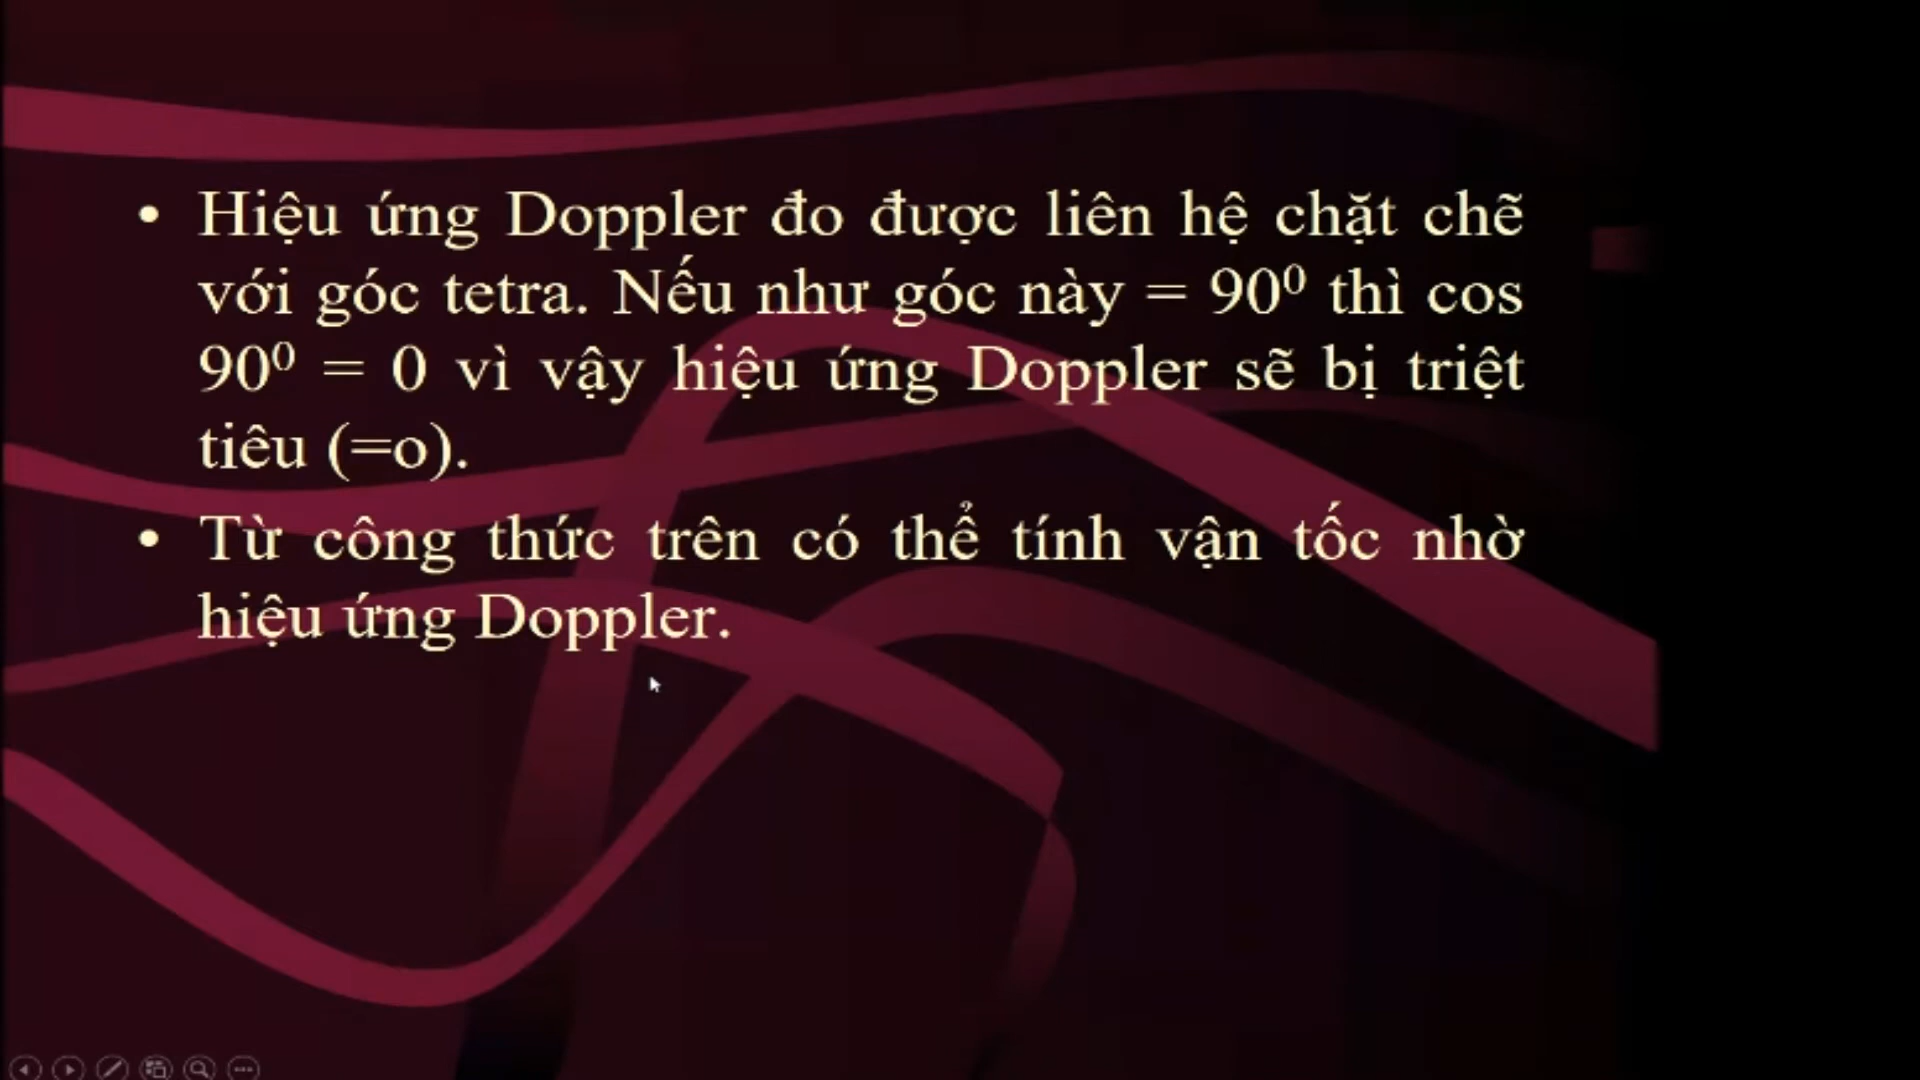 • Hiệu ứng Doppler đo được liên hệ chặt chẽ
với góc tetra. Nếu như góc này = 90⁰ thì cos
90⁰ = 0 vì vậy hiệu ứng Doppler sẽ bị triệt
tiêu (=o).
• Từ công thức trên có thể tính vận tốc nhờ
hiệu ứng Doppler.